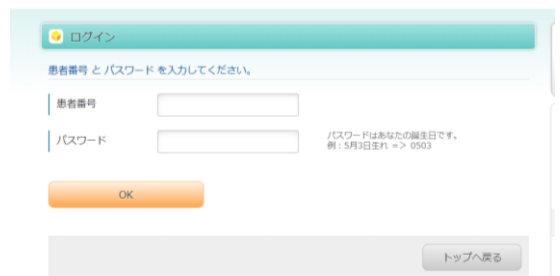 ログイン
患者番号 と パスワード を入力してください。
患者番号
パスワード
パスワードはあなたの誕生日です。
例：5月3日生れ => 0503
OK
トップへ戻る